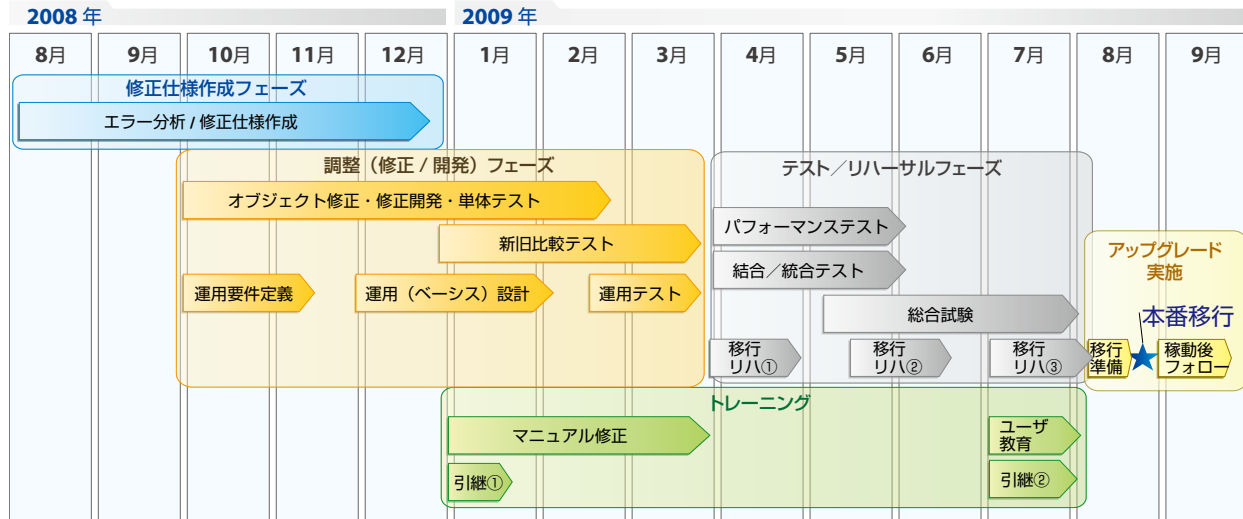 2008 年
2009 年
8月
9月
10月
11月
12月
1月
2月
3月
4月
5月
6月
7月
8月
9月
修正仕様作成フェーズ
エラー分析 / 修正仕様作成
調整（修正 / 開発）フェーズ
オブジェクト修正・修正開発・単体テスト
新旧比較テスト
運用要件定義
運用（ベーシス）設計
運用テスト
テスト／リハーサルフェーズ
パフォーマンステスト
結合／統合テスト
総合試験
移行
リハ①
移行
リハ②
移行
リハ③
アップグレード
実施
本番移行
移行
準備
稼動後
フォロー
トレーニング
マニュアル修正
ユーザ
教育
引継①
引継②